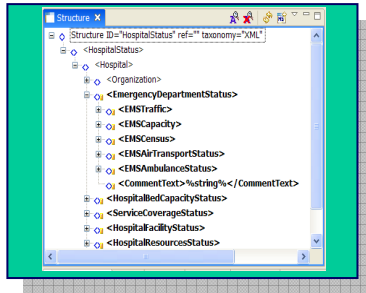 Structure
Structure ID="HospitalStatus" ref="" taxonomy="XML"
<HospitalStatus>
<Hospital>
<Organization>
<EmergencyDepartmentStatus>
<EMSTraffic>
<EMSCapacity>
<EMSCensus>
<EMSAirTransportStatus>
<EMSAmbulanceStatus>
<CommentText>%string%</CommentText>
<HospitalBedCapacityStatus>
<ServiceCoverageStatus>
<HospitalFacilityStatus>
<HospitalResourcesStatus>